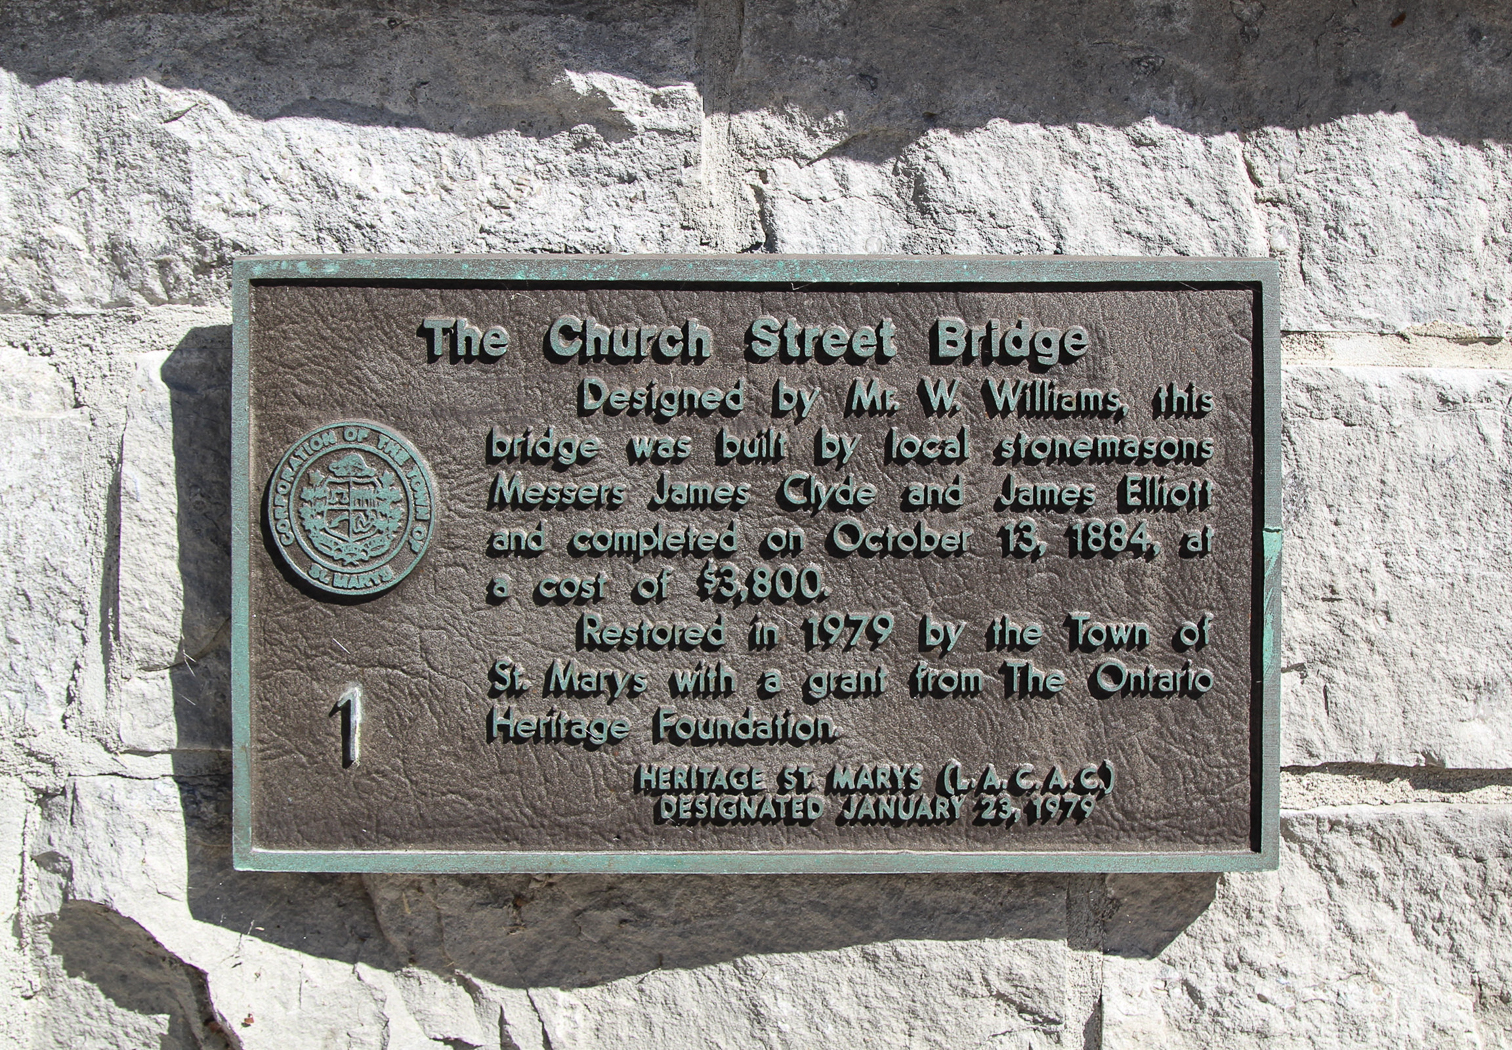 The Church Street Bridge
Designed by Mr. W. Williams, this
bridge was built by local stonemasons
Messers James Clyde and James Elliot
and completed on October 13, 1884, at
a cost of $3,800.
Restored in 1979 by the Town of
St. Marys with a grant from The Ontario
Heritage Foundation.
HERITAGE ST. MARYS (L.A.C.A.C.)
DESIGNATED JANUARY 23, 1979
CORPORATION OF THE TOWN OF
ST. MARYS
1